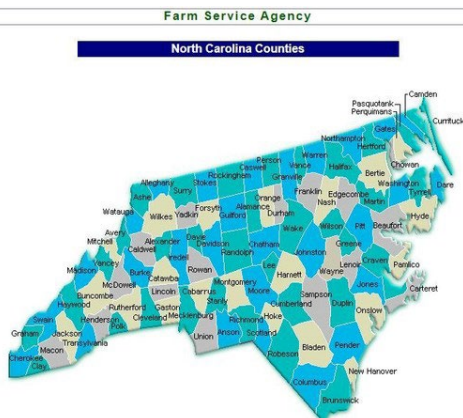 Farm Service Agency
North Carolina Counties
Camden
Pasquotank
Perquimans
Currituck
Gates
Northampton
Hertford
Warren
Vance
Person
Caswell
Granville
Halifax
Chowan
Bertie
Rockingham
Stokes
Surry
Alleghany
Ashe
Washington
Tyrrell
Dare
Martin
Edgecombe
Franklin
Nash
Orange
Durham
Alamance
Guilford
Forsyth
Yadkin
Wilkes
Watauga
Hyde
Beaufort
Pitt
Wilson
Wake
Chatham
Randolph
Davidson
Davie
Iredell
Alexander
Caldwell
Avery
Mitchell
Yancey
Madison
Burke
McDowell
Catawba
Rowan
Greene
Johnston
Lee
Harnett
Wayne
Lenoir
Craven
Pamlico
Carteret
Jones
Onslow
Duplin
Sampson
Cumberland
Moore
Montgomery
Stanly
Cabarrus
Mecklenburg
Lincoln
Gaston
Cleveland
Rutherford
Polk
Henderson
Buncombe
Haywood
Swain
Jackson
Transylvania
Macon
Graham
Cherokee
Clay
Union
Anson
Richmond
Scotland
Hoke
Robeson
Bladen
Pender
New Hanover
Columbus
Brunswick